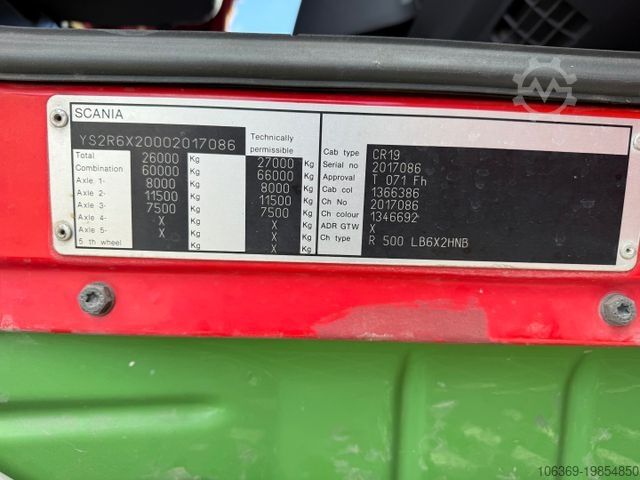 SCANIA
YS2R6X20002017086
Technically
permissible
Total 26000 Kg 27000 Kg
Combination 60000 Kg 66000 Kg
Axle 1- 8000 Kg 8000 Kg
Axle 2- 11500 Kg 11500 Kg
Axle 3- 7500 Kg 7500 Kg
Axle 4- X Kg X Kg
Axle 5- X Kg X Kg
5 th wheel X Kg X Kg
Cab type CR19
Serial no 2017086
Approval T 071 Fh
Cab col 1366386
Ch No 2017086
Ch colour 1346692
ADR GTW X
Ch type R 500 LB6X2HNB
106369-19854850